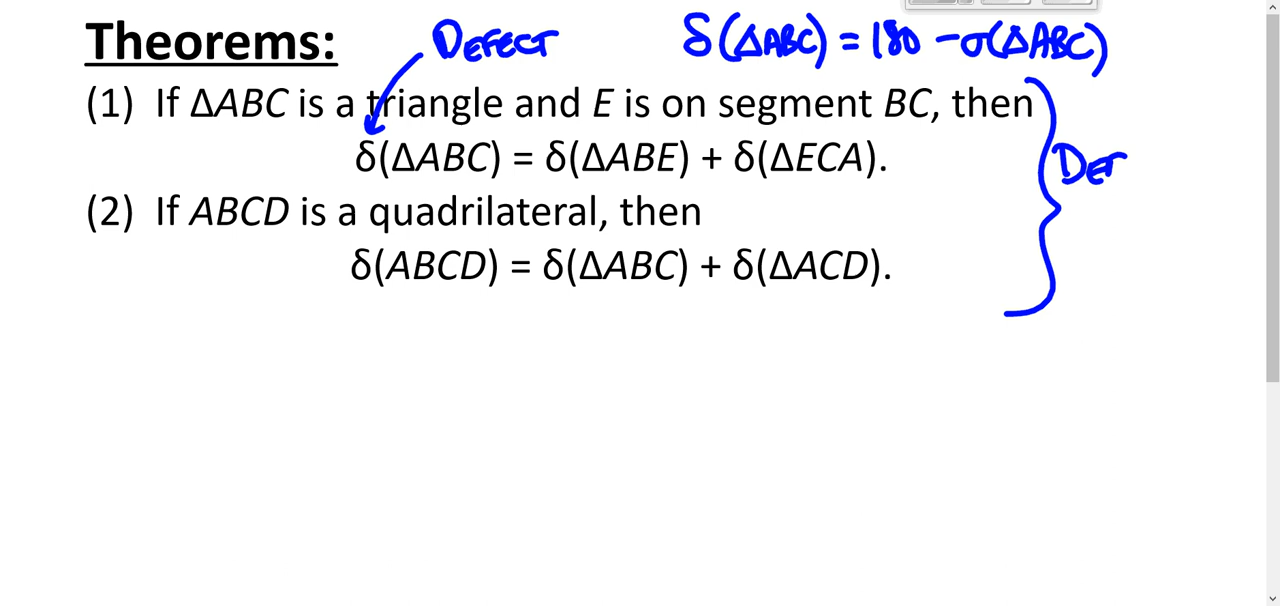 Theorems:
DEFECT
δ(ΔABC) = 180 - σ(ΔABC)
(1) If ΔABC is a triangle and E is on segment BC, then
δ(ΔABC) = δ(ΔABE) + δ(ΔECA).
DEF
(2) If ABCD is a quadrilateral, then
δ(ABCD) = δ(ΔABC) + δ(ΔACD).